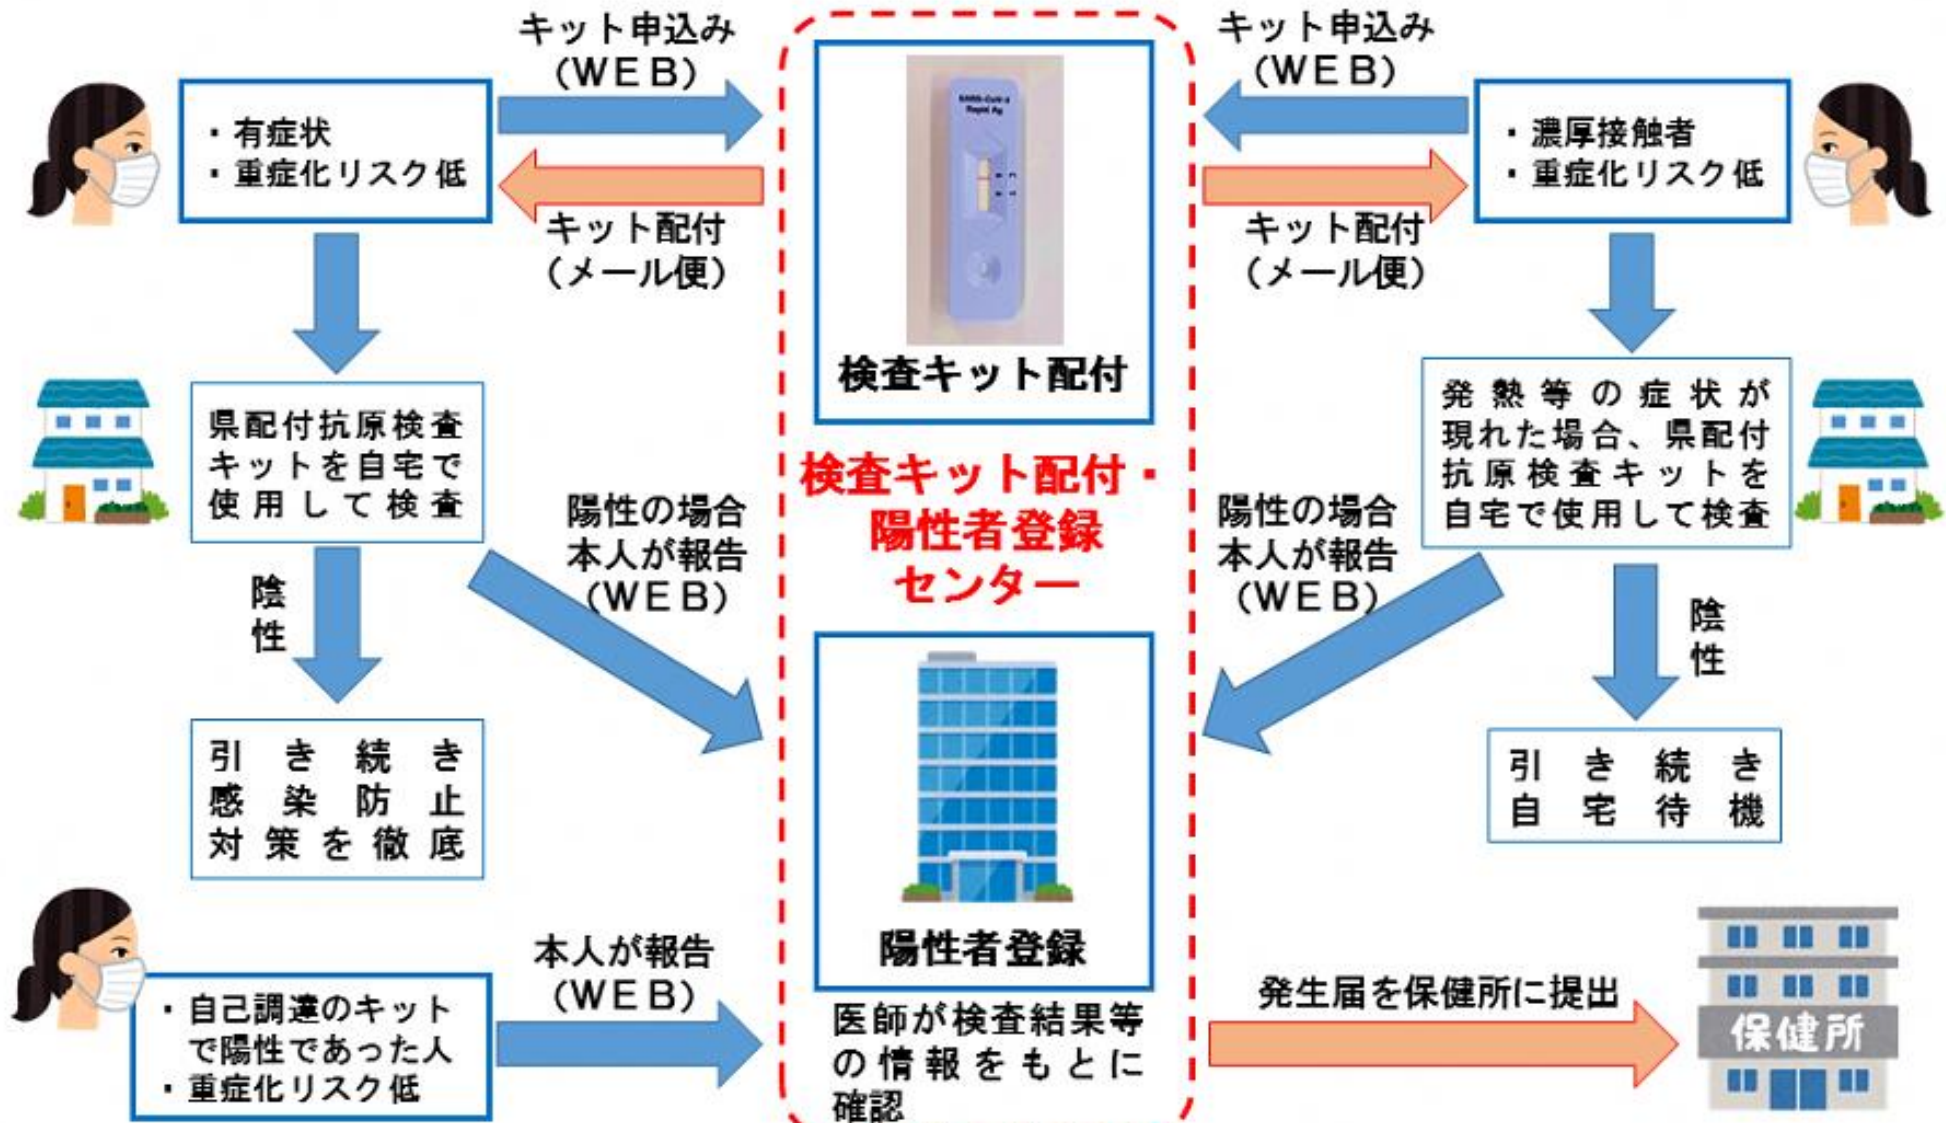 キット申込み
(WEB)
・有症状
・重症化リスク低
キット配付
(メール便)
県配付抗原検査
キットを自宅で
使用して検査
陽性の場合
本人が報告
(WEB)
陰
性
引き続き
感染防止
対策を徹底
SARS-CoV-2
Rapid Ag
検査キット配付
検査キット配付・
陽性者登録
センター
陽性者登録
医師が検査結果等
の情報をもとに
確認
キット申込み
(WEB)
・濃厚接触者
・重症化リスク低
キット配付
(メール便)
発熱等の症状が
現れた場合、県配付
抗原検査キットを
自宅で使用して検査
陽性の場合
本人が報告
(WEB)
陰
性
引き続き
自宅待機
・自己調達のキット
で陽性であった人
・重症化リスク低
本人が報告
(WEB)
発生届を保健所に提出
保健所